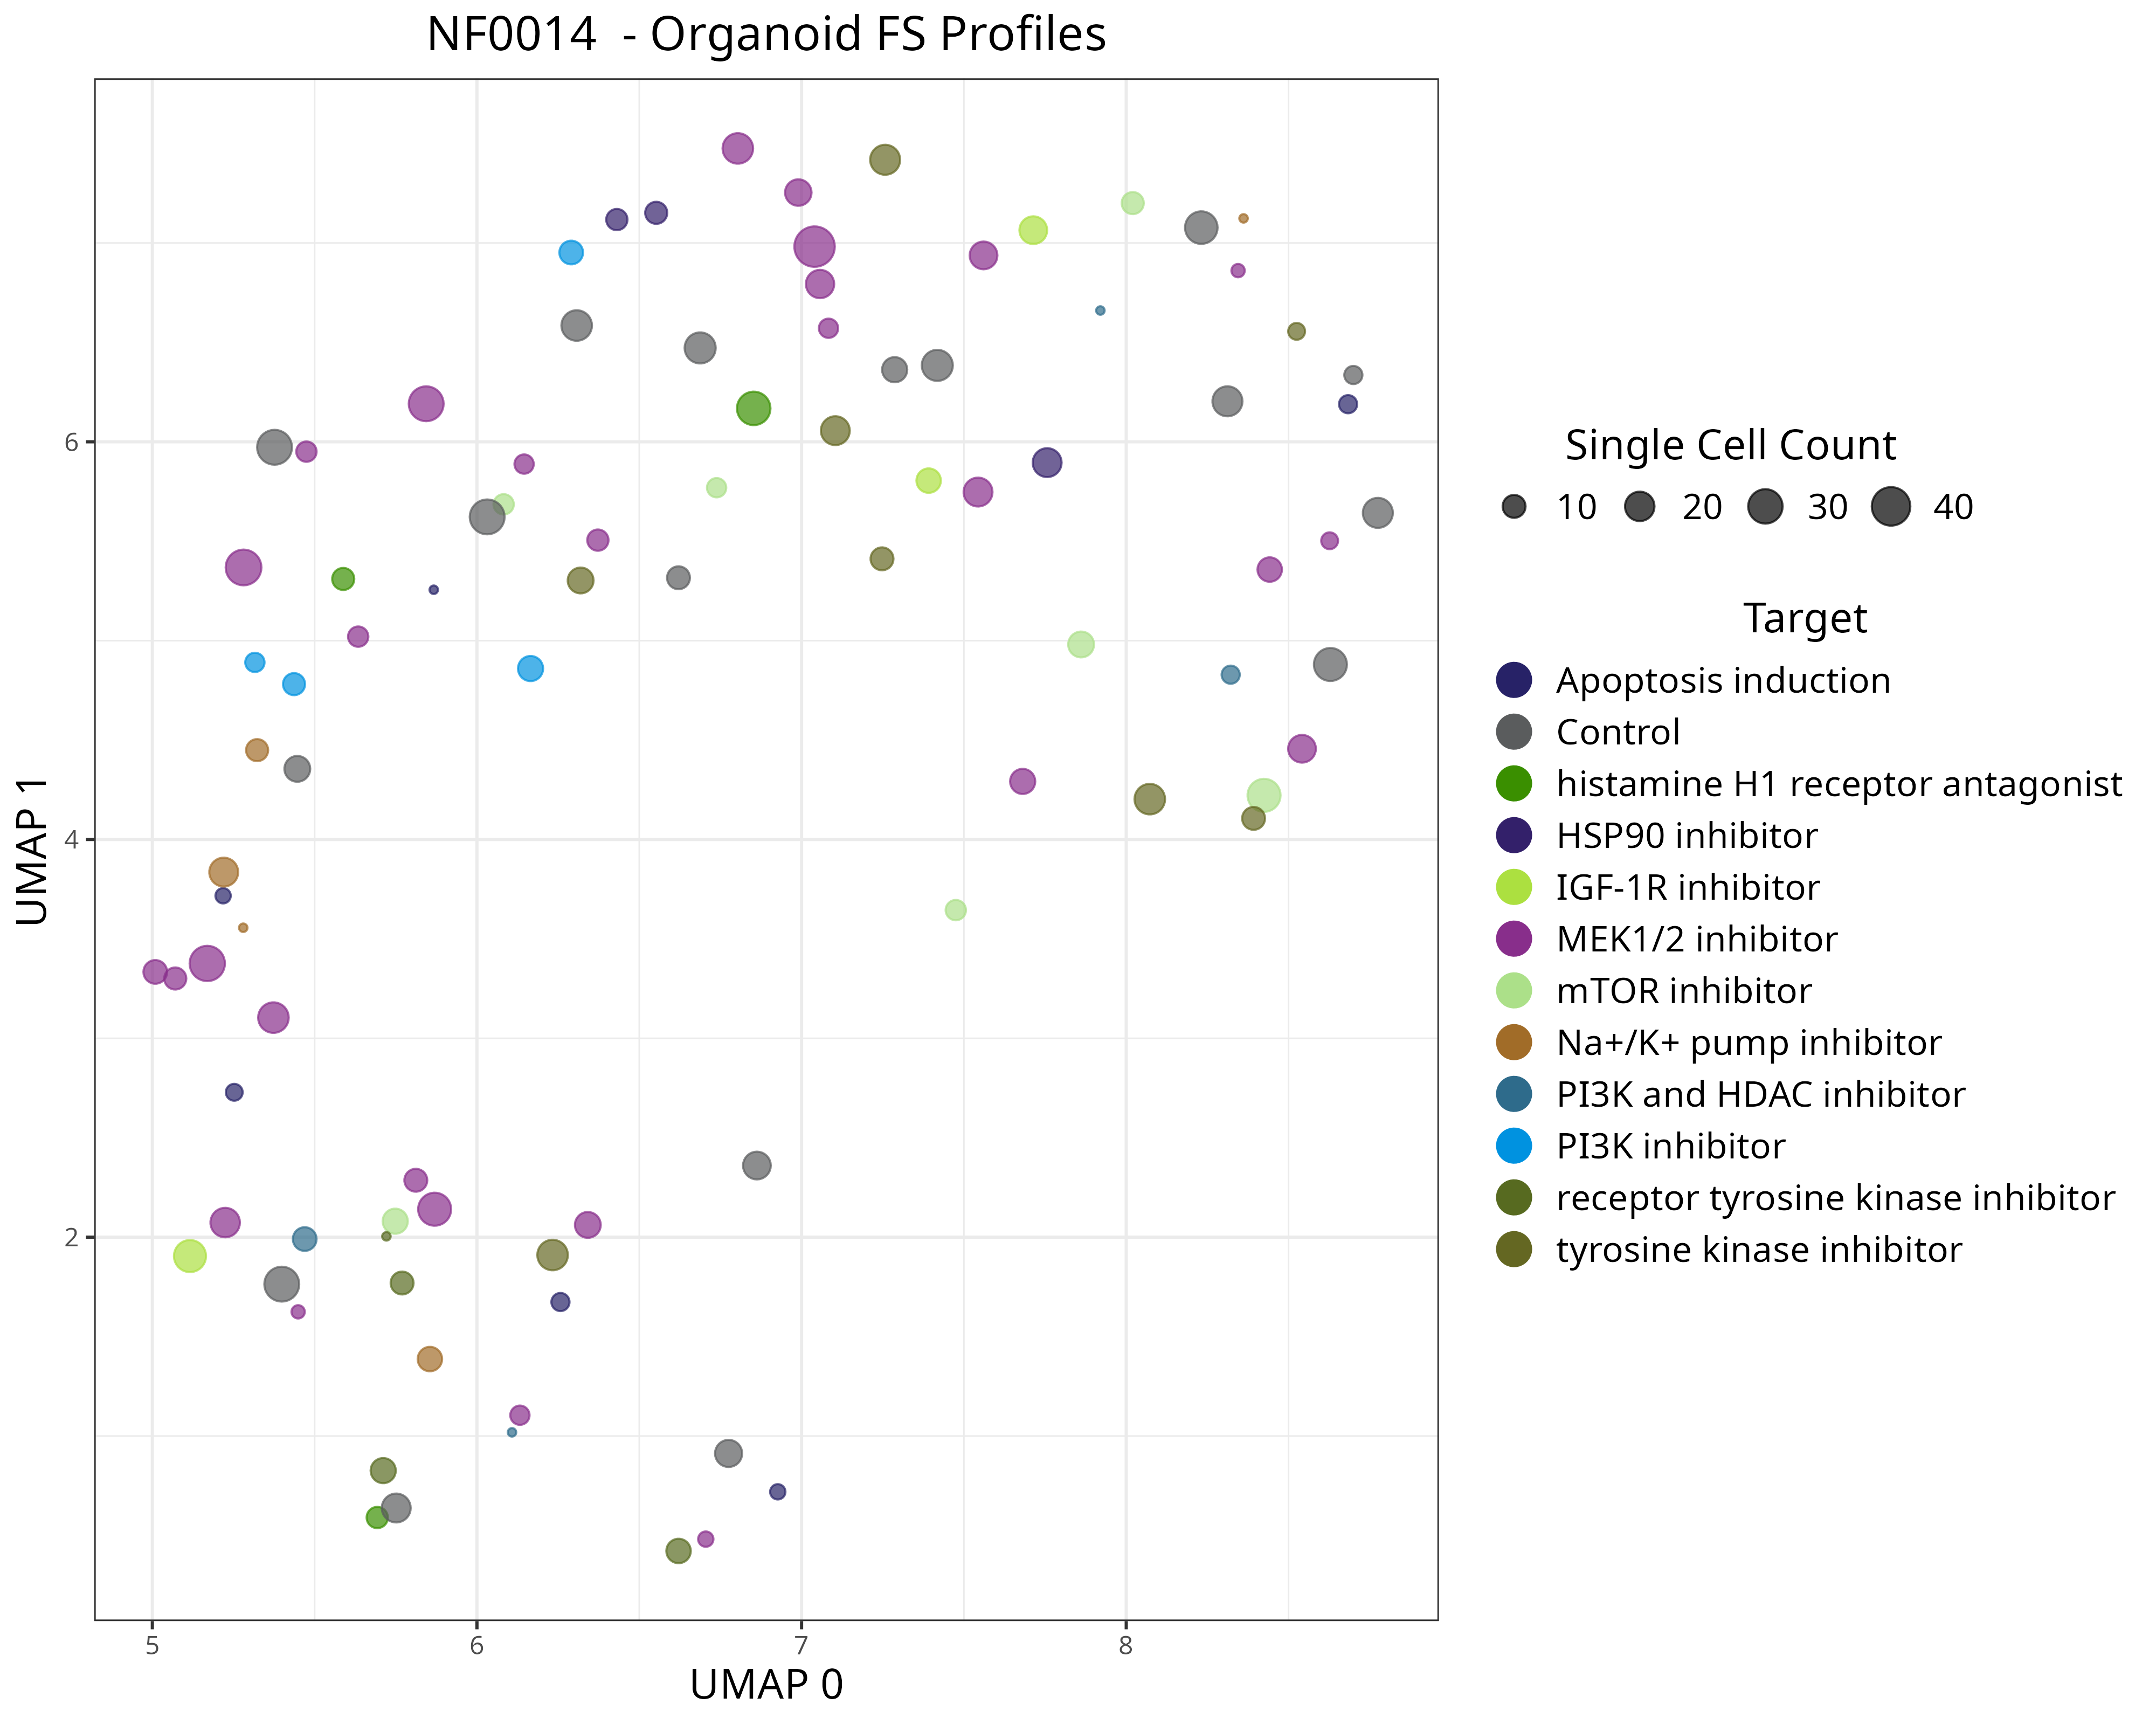 NF0014  - Organoid FS Profiles
6
4
2
UMAP 1
5 6 7 8
UMAP 0
Single Cell Count
10 20 30 40
Target
Apoptosis induction
Control
histamine H1 receptor antagonist
HSP90 inhibitor
IGF-1R inhibitor
MEK1/2 inhibitor
mTOR inhibitor
Na+/K+ pump inhibitor
PI3K and HDAC inhibitor
PI3K inhibitor
receptor tyrosine kinase inhibitor
tyrosine kinase inhibitor